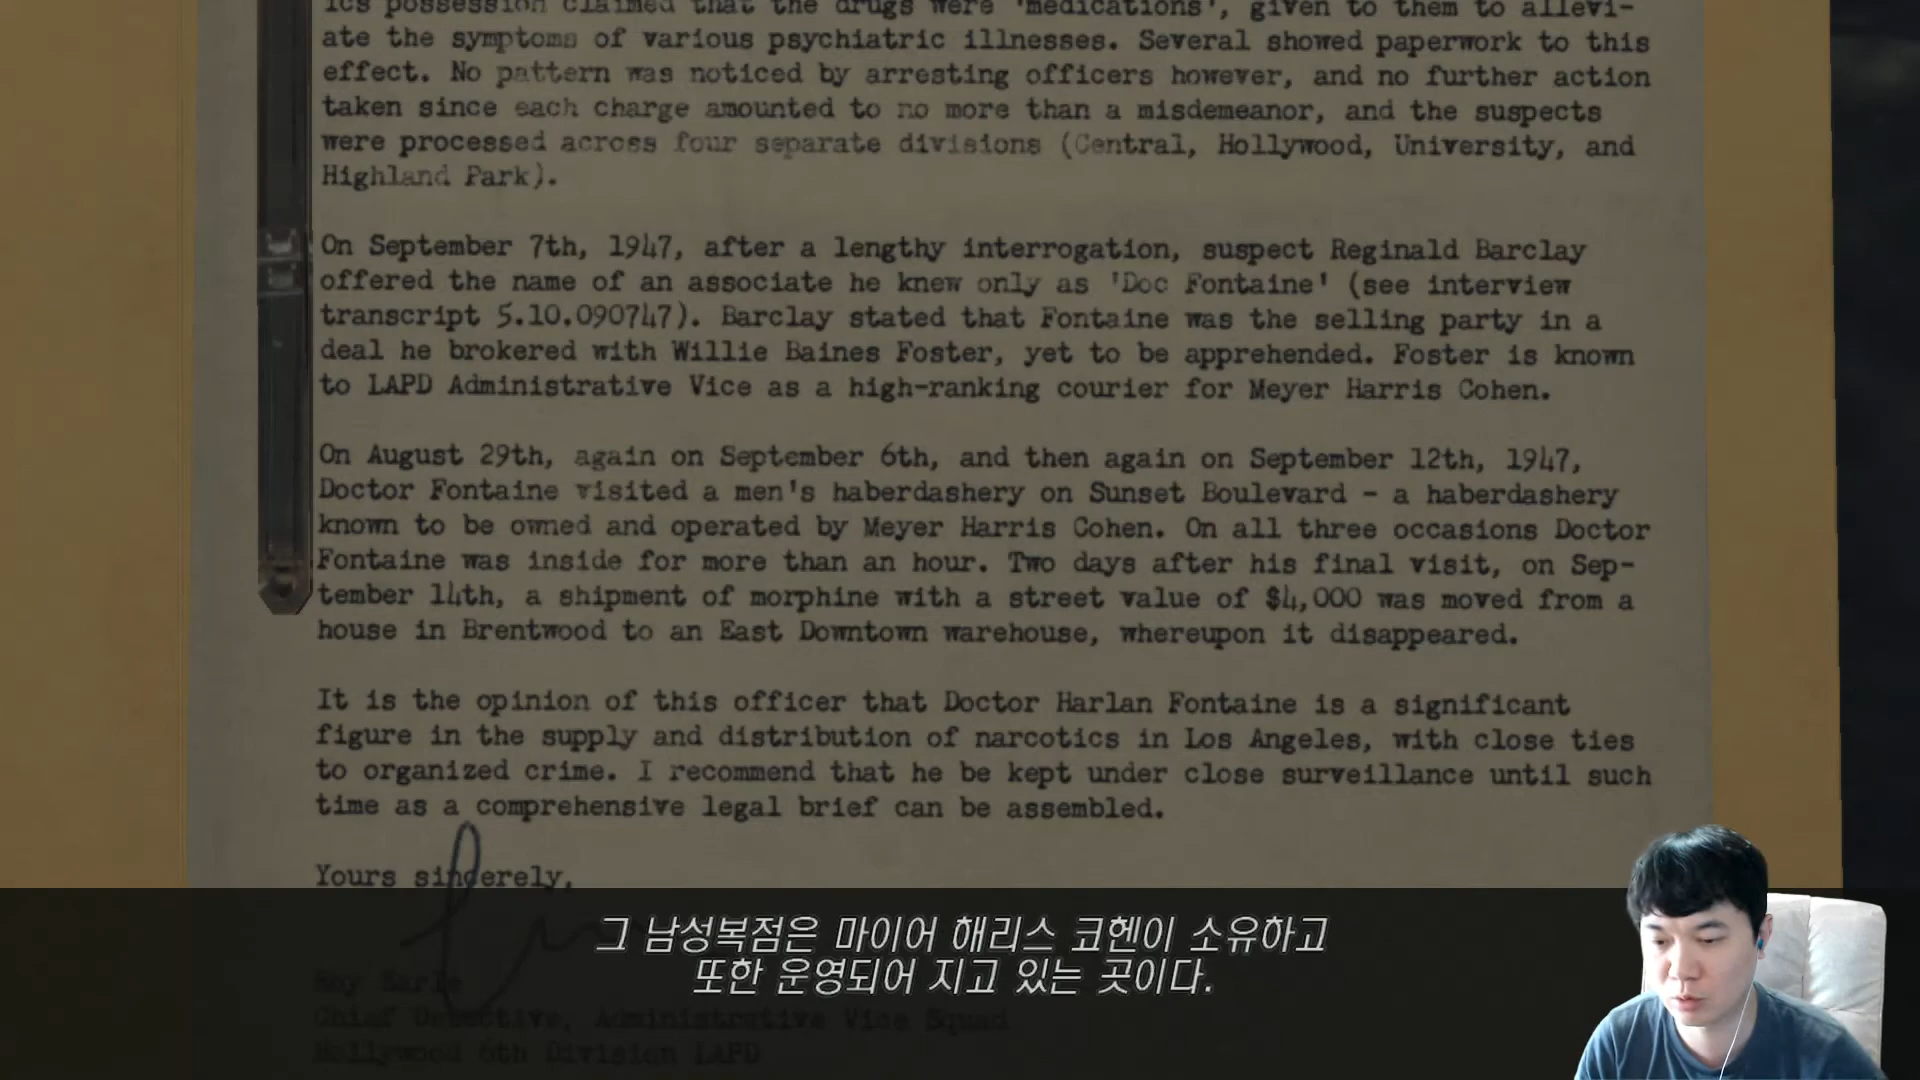 ics possession claimed that the drugs were 'medications', given to them to allevi-
ate the symptoms of various psychiatric illnesses. Several showed paperwork to this
effect. No pattern was noticed by arresting officers however, and no further action
taken since each charge amounted to no more than a misdemeanor, and the suspects
were processed across four separate divisions (Central, Hollywood, University, and
Highland Park).
On September 7th, 1947, after a lengthy interrogation, suspect Reginald Barclay
offered the name of an associate he knew only as 'Doc Fontaine' (see interview
transcript 5.10.090747). Barclay stated that Fontaine was the selling party in a
deal he brokered with Willie Baines Foster, yet to be apprehended. Foster is known
to LAPD Administrative Vice as a high-ranking courier for Meyer Harris Cohen.
On August 29th, again on September 6th, and then again on September 12th, 1947,
Doctor Fontaine visited a men's haberdashery on Sunset Boulevard - a haberdashery
known to be owned and operated by Meyer Harris Cohen. On all three occasions Doctor
Fontaine was inside for more than an hour. Two days after his final visit, on Sep-
tember 14th, a shipment of morphine with a street value of $4,000 was moved from a
house in Brentwood to an East Downtown warehouse, whereupon it disappeared.
It is the opinion of this officer that Doctor Harlan Fontaine is a significant
figure in the supply and distribution of narcotics in Los Angeles, with close ties
to organized crime. I recommend that he be kept under close surveillance until such
time as a comprehensive legal brief can be assembled.
Yours sincerely,
그 남성복점은 마이어 해리스 코헨이 소유하고
또한 운영되어 지고 있는 곳이다.
Roy Earle
Chief Detective, Administrative Vice Squad
Hollywood 6th Division LAPD